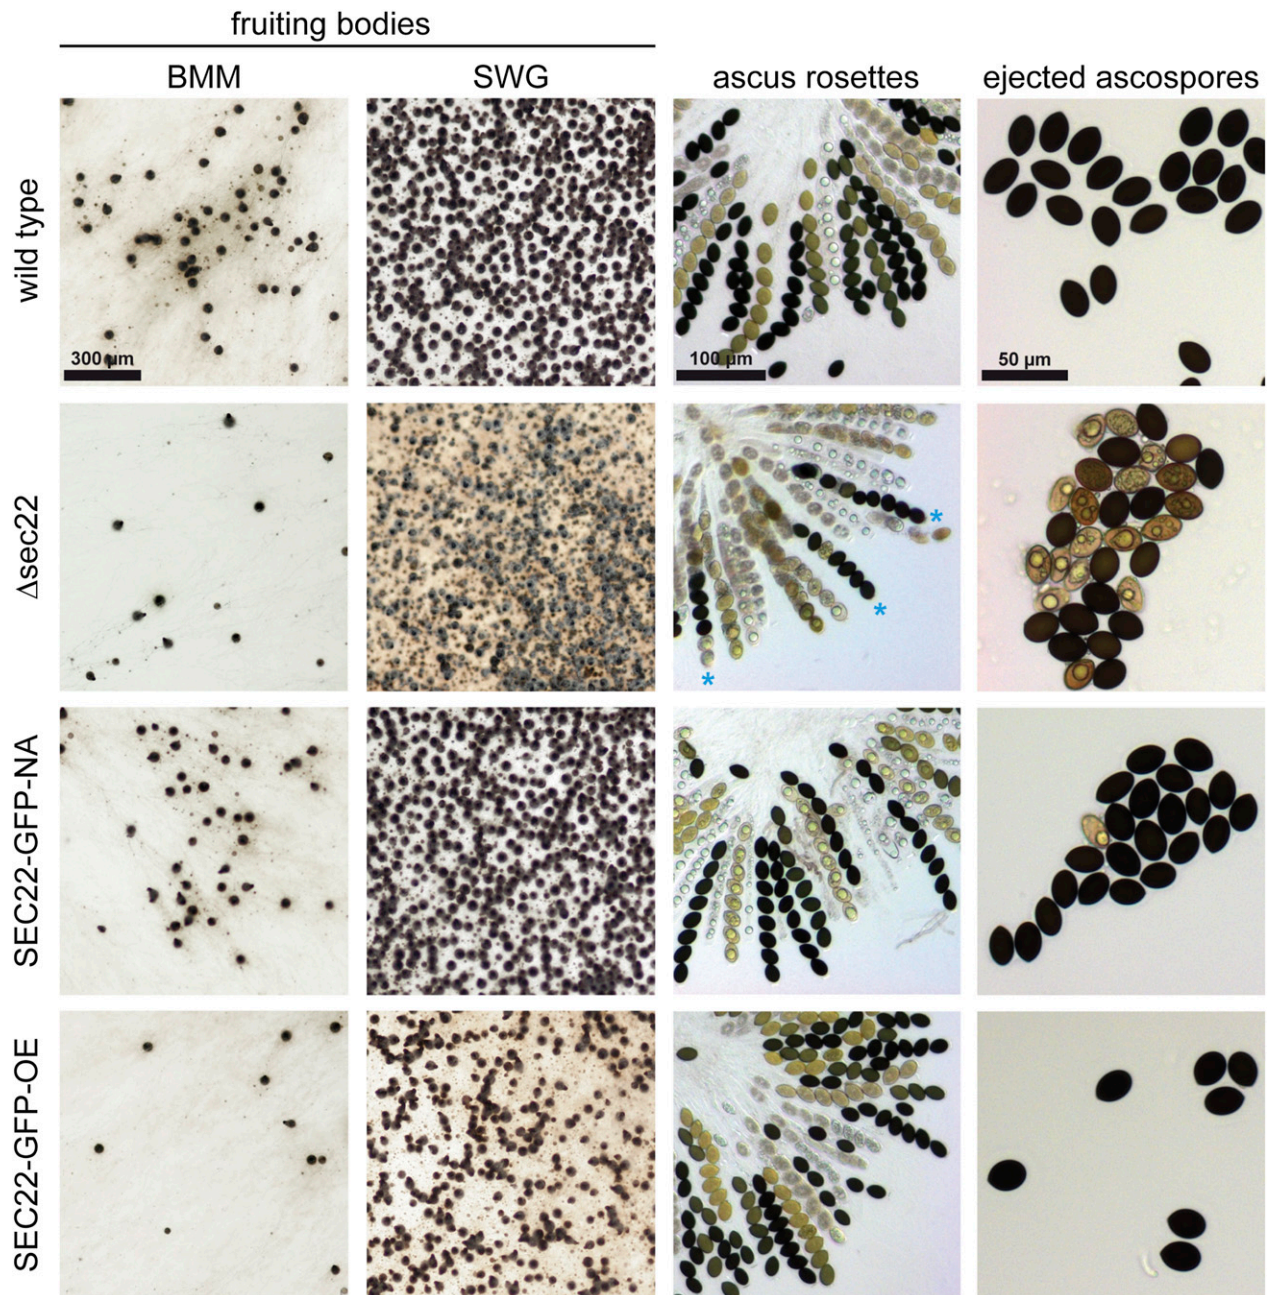 fruiting bodies
BMM SWG ascus rosettes ejected ascospores
wild type
300 µm 100 µm 50 µm
Δsec22
*
*
*
SEC22-GFP-NA
SEC22-GFP-OE